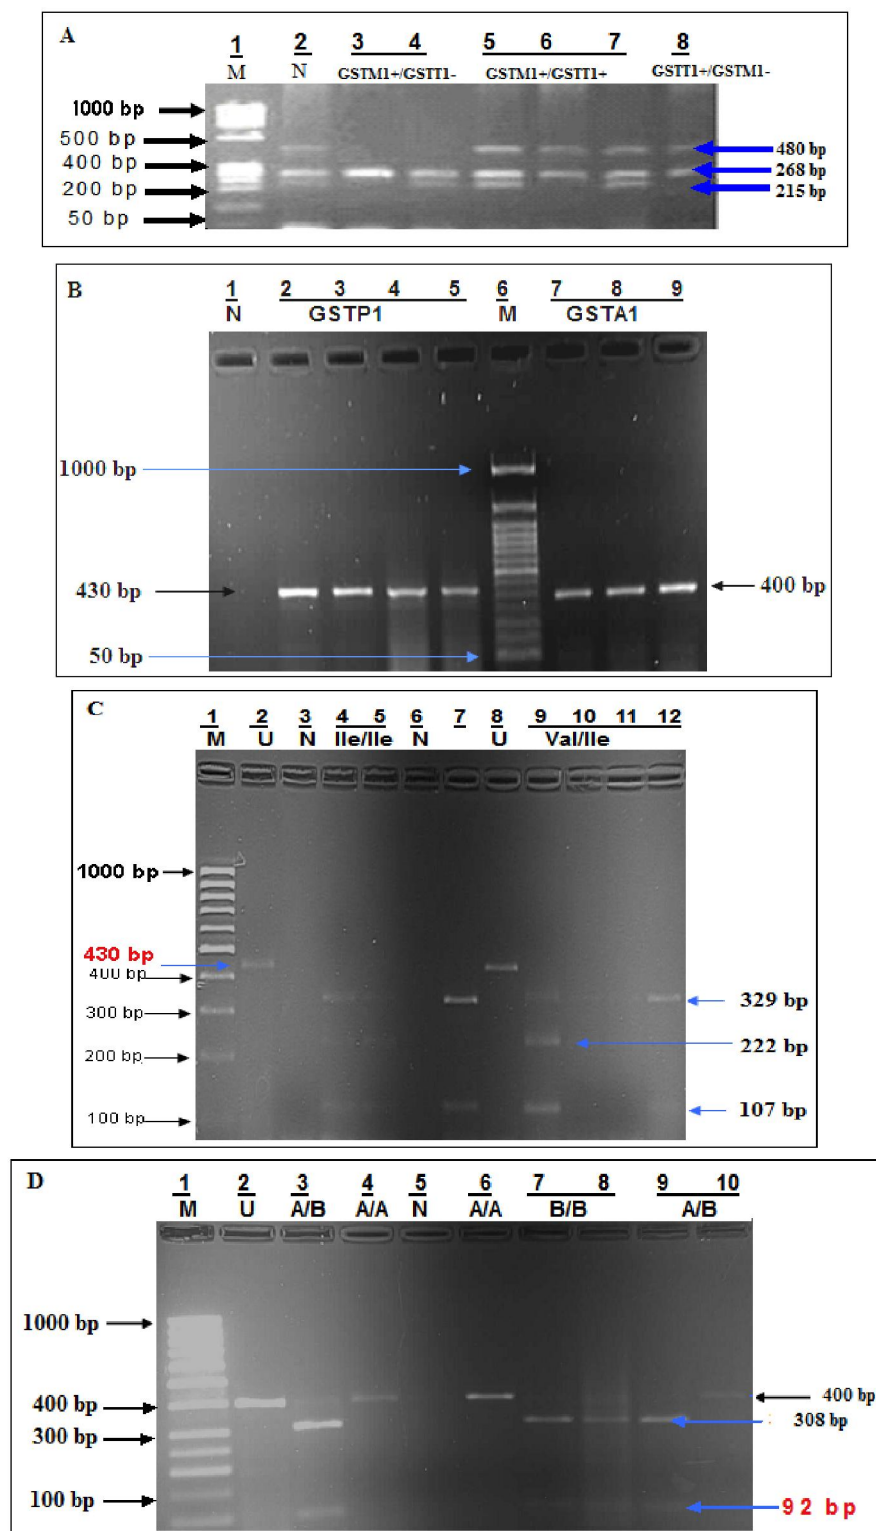 A
1 2 3 4 5 6 7 8
M N GSTM1+/GSTT1- GSTM1+/GSTT1+ GSTT1+/GSTM1-
1000 bp
500 bp
400 bp
200 bp
50 bp
480 bp
268 bp
215 bp
B
1 2 3 4 5 6 7 8 9
N GSTP1 M GSTA1
1000 bp
430 bp
50 bp
400 bp
C
1 2 3 4 5 6 7 8 9 10 11 12
M U N Ile/Ile N U Val/Ile
1000 bp
430 bp
400 bp
300 bp
200 bp
100 bp
329 bp
222 bp
107 bp
D
1 2 3 4 5 6 7 8 9 10
M U A/B A/A N A/A B/B A/B
1000 bp
400 bp
300 bp
100 bp
400 bp
308 bp
92 bp